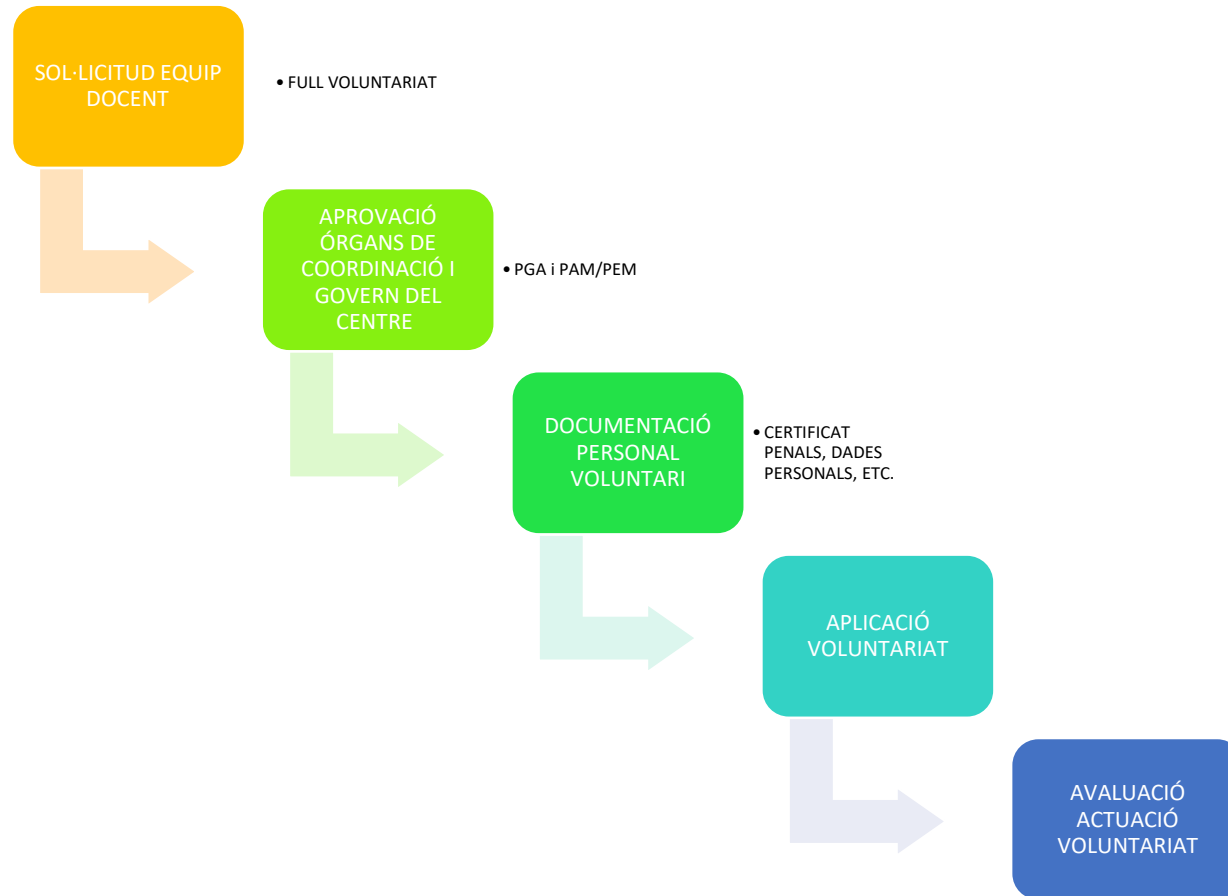 SOL·LICITUD EQUIP
DOCENT
• FULL VOLUNTARIAT
APROVACIÓ
ÓRGANS DE
COORDINACIÓ I
GOVERN DEL
CENTRE
• PGA i PAM/PEM
DOCUMENTACIÓ
PERSONAL
VOLUNTARI
• CERTIFICAT
PENALS, DADES
PERSONALS, ETC.
APLICACIÓ
VOLUNTARIAT
AVALUACIÓ
ACTUACIÓ
VOLUNTARIAT